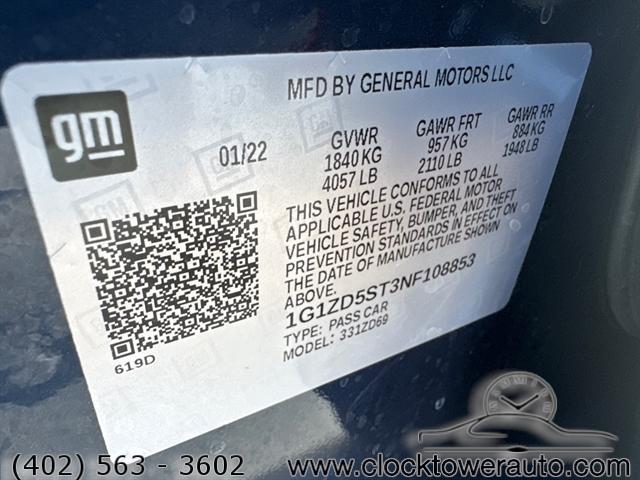 MFD BY GENERAL MOTORS LLC
gm
01/22
GVWR
1840 KG
4057 LB
GAWR FRT
957 KG
2110 LB
GAWR RR
884 KG
1948 LB
THIS VEHICLE CONFORMS TO ALL
APPLICABLE U.S. FEDERAL MOTOR
VEHICLE SAFETY, BUMPER, AND THEFT
PREVENTION STANDARDS IN EFFECT ON
THE DATE OF MANUFACTURE SHOWN
ABOVE.
1G1ZD5ST3NF108853
TYPE: PASS CAR
MODEL: 331ZD69
619D
(402) 563 - 3602
www.clocktowerauto.com